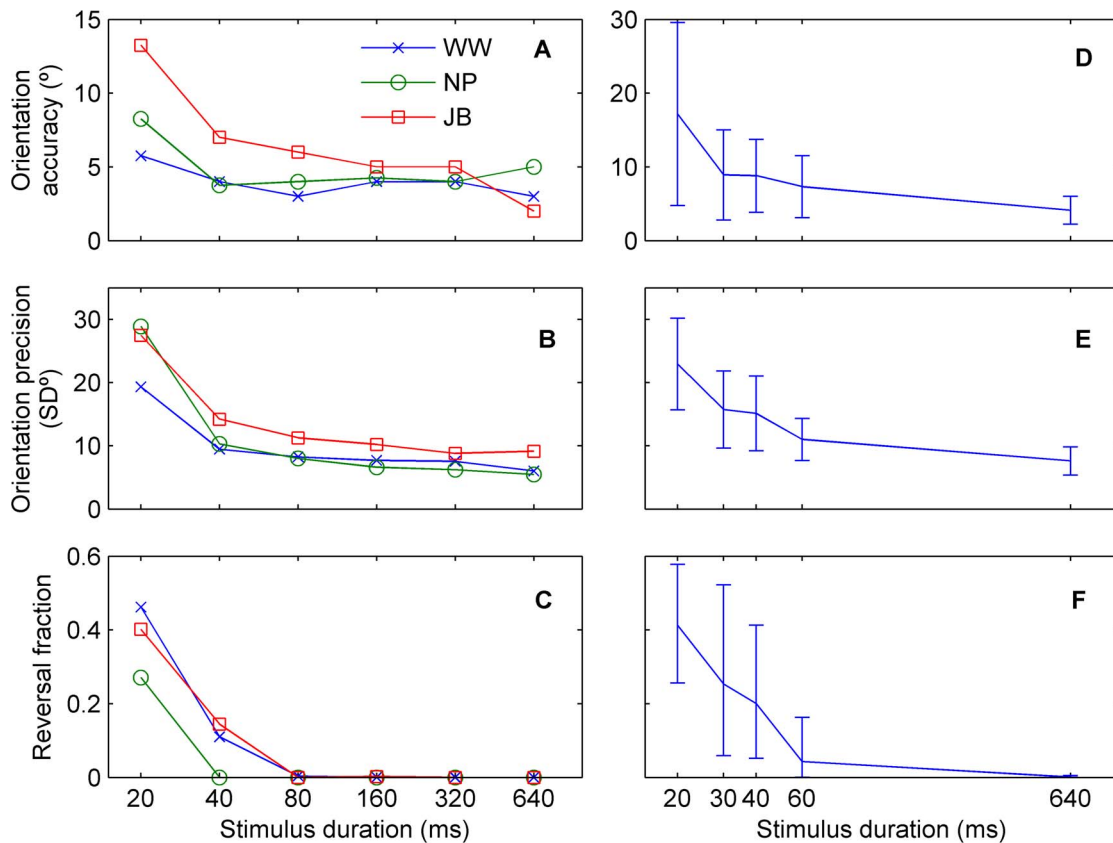 15
10
5
0
Orientation
accuracy (º)
WW
NP
JB
A
30
20
10
0
D
30
20
10
0
Orientation precision
(SDº)
B
E
0.6
0.4
0.2
0
Reversal fraction
C
20 40 80 160 320 640
Stimulus duration (ms)
F
20 30 40 60 640
Stimulus duration (ms)